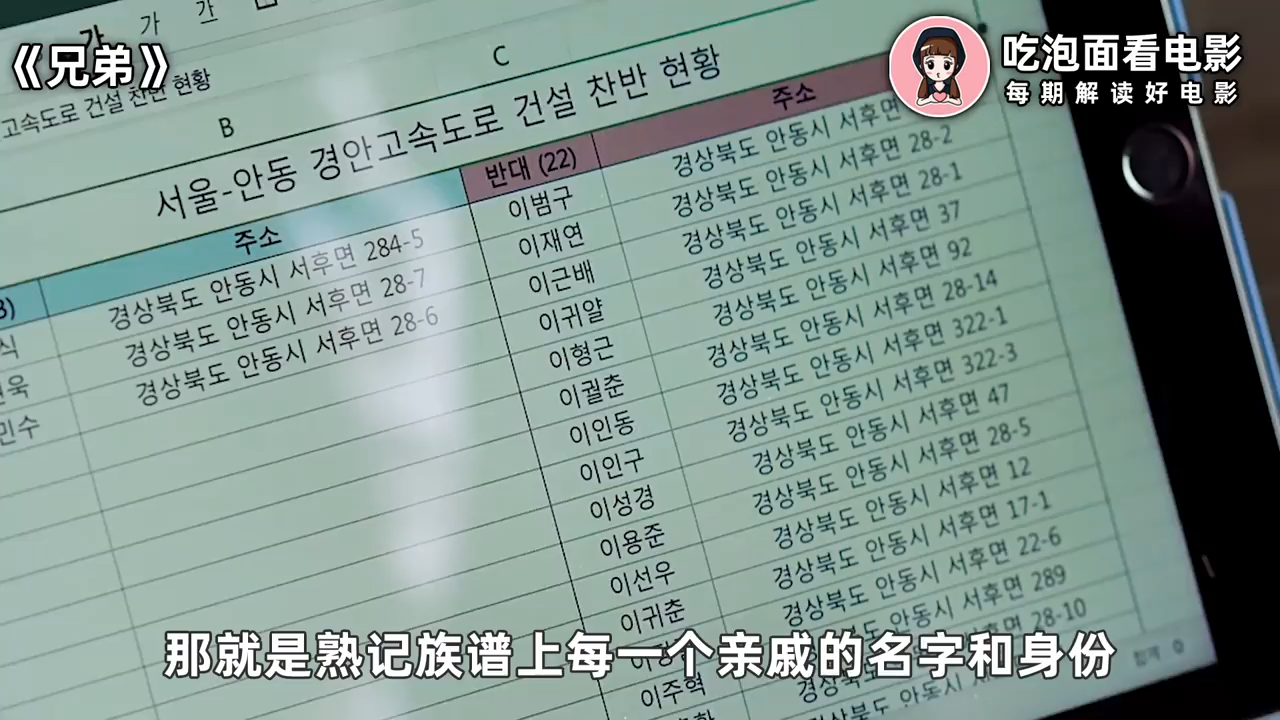 가 가 가
《兄弟》
吃泡面看电影
每期解读好电影
고속도로 건설 찬반 현황
B C
서울-안동 경안고속도로 건설 찬반 현황
주소 반대 (22) 주소
경상북도 안동시 서후면 284-5 이범구 경상북도 안동시 서후면
경상북도 안동시 서후면 28-7 이재연 경상북도 안동시 서후면 28-2
민수 경상북도 안동시 서후면 28-6 이근배 경상북도 안동시 서후면 28-1
이귀얄 경상북도 안동시 서후면 37
이형근 경상북도 안동시 서후면 92
이궐춘 경상북도 안동시 서후면 28-14
이인동 경상북도 안동시 서후면 322-1
이인구 경상북도 안동시 서후면 322-3
이성경 경상북도 안동시 서후면 47
이용준 경상북도 안동시 서후면 28-5
이선우 경상북도 안동시 서후면 12
이귀춘 경상북도 안동시 서후면 17-1
경상북도 안동시 서후면 22-6
이주혁 경상북도 안동시 서후면 289
경상북도 안동시 서후면 28-10
那就是熟记族谱上每一个亲戚的名字和身份